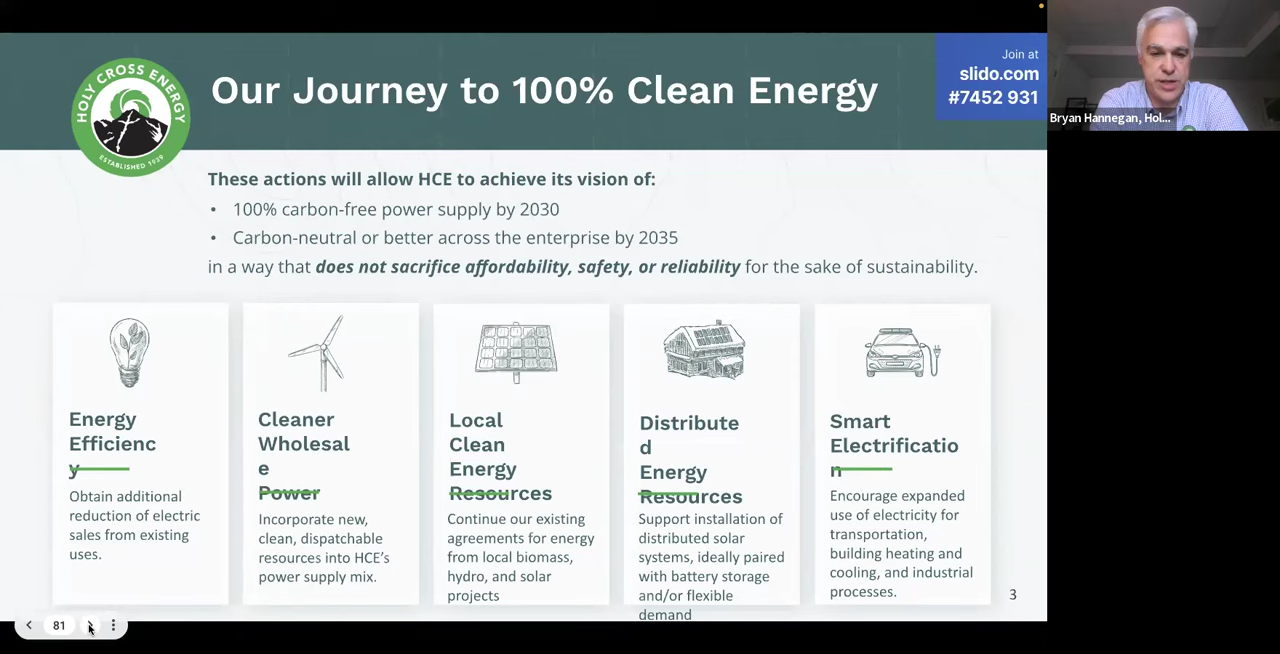 HOLY CROSS ENERGY
ESTABLISHED 1939
Our Journey to 100% Clean Energy
Join at
slido.com
#7452 931
Bryan Hannegan, Hol...
These actions will allow HCE to achieve its vision of:
• 100% carbon-free power supply by 2030
• Carbon-neutral or better across the enterprise by 2035
in a way that does not sacrifice affordability, safety, or reliability for the sake of sustainability.
Energy
Efficienc
y
Obtain additional
reduction of electric
sales from existing
uses.
Cleaner
Wholesal
e
Power
Incorporate new,
clean, dispatchable
resources into HCE's
power supply mix.
Local
Clean
Energy
Resources
Continue our existing
agreements for energy
from local biomass,
hydro, and solar
projects
Distribute
d
Energy
Resources
Support installation of
distributed solar
systems, ideally paired
with battery storage
and/or flexible
demand
Smart
Electrificatio
n
Encourage expanded
use of electricity for
transportation,
building heating and
cooling, and industrial
processes.
3
81